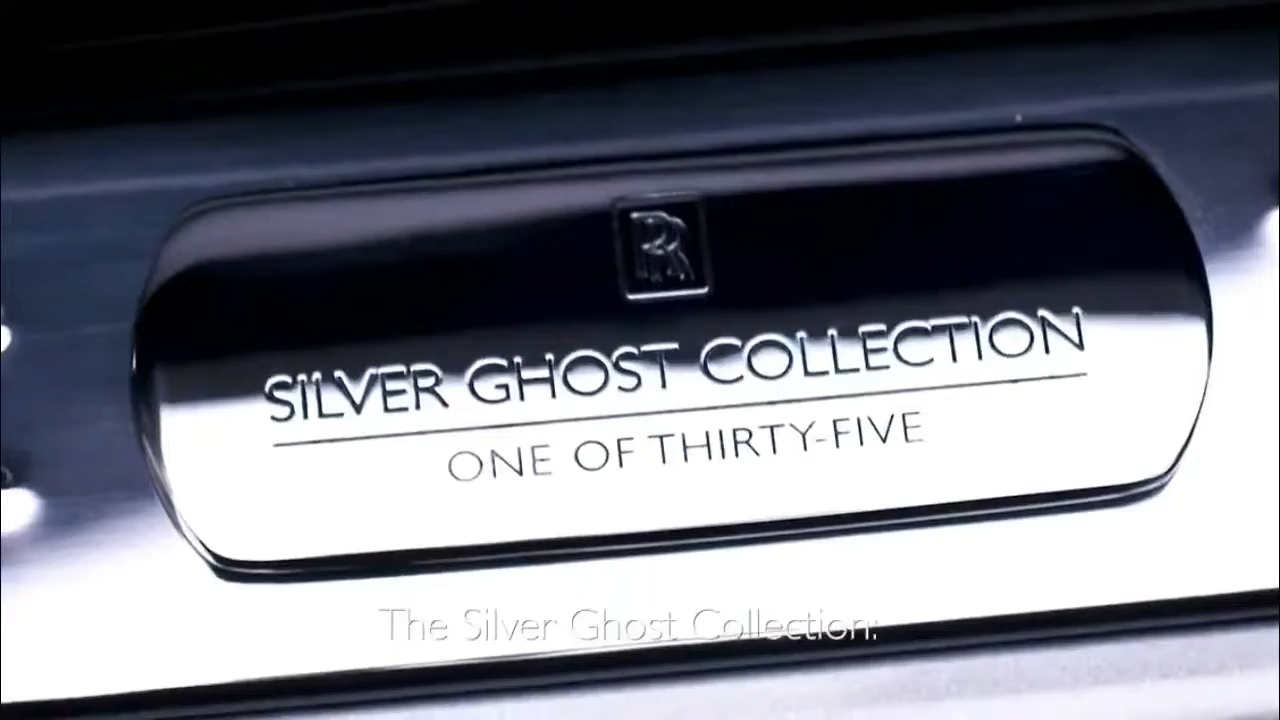 RR
SILVER GHOST COLLECTION
ONE OF THIRTY-FIVE
The Silver Ghost Collection: